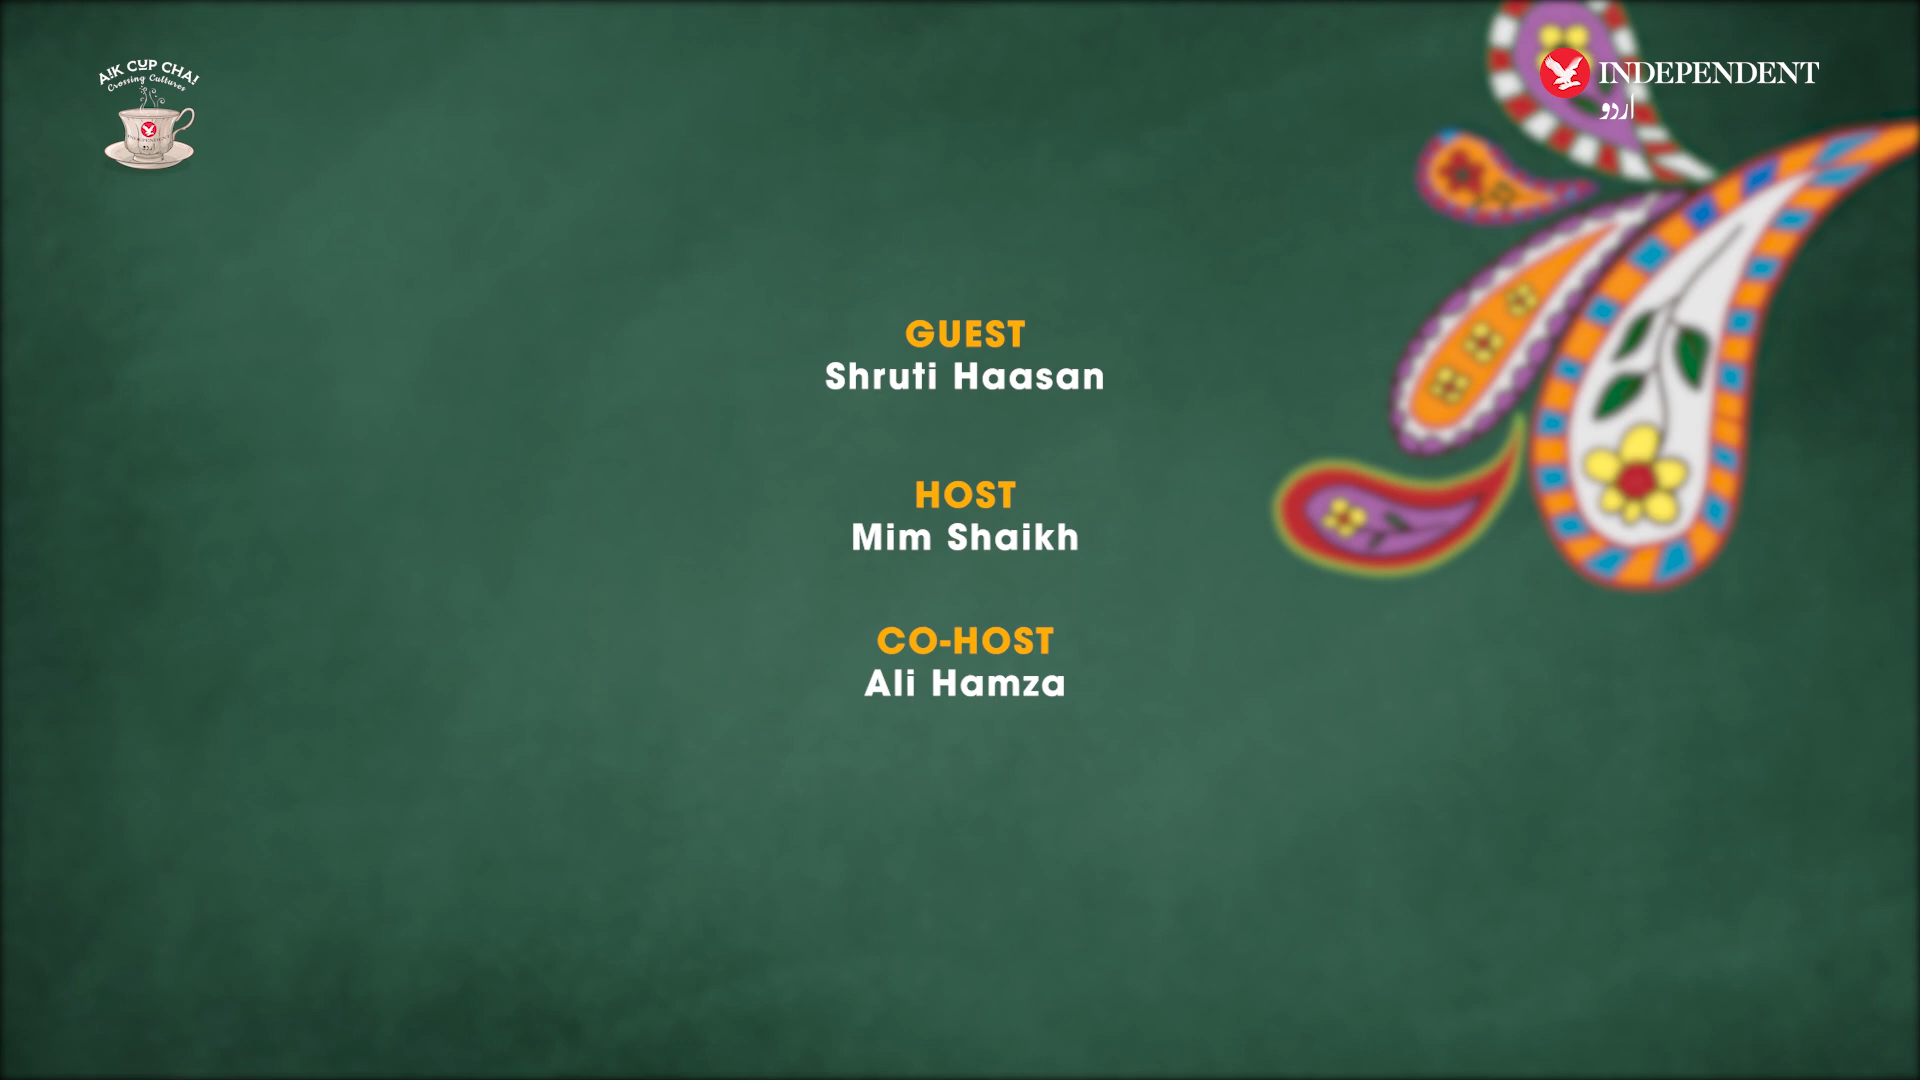 AIK CUP CHAI
Crossing Cultures
INDEPENDENT
اردو
GUEST
Shruti Haasan
HOST
Mim Shaikh
CO-HOST
Ali Hamza